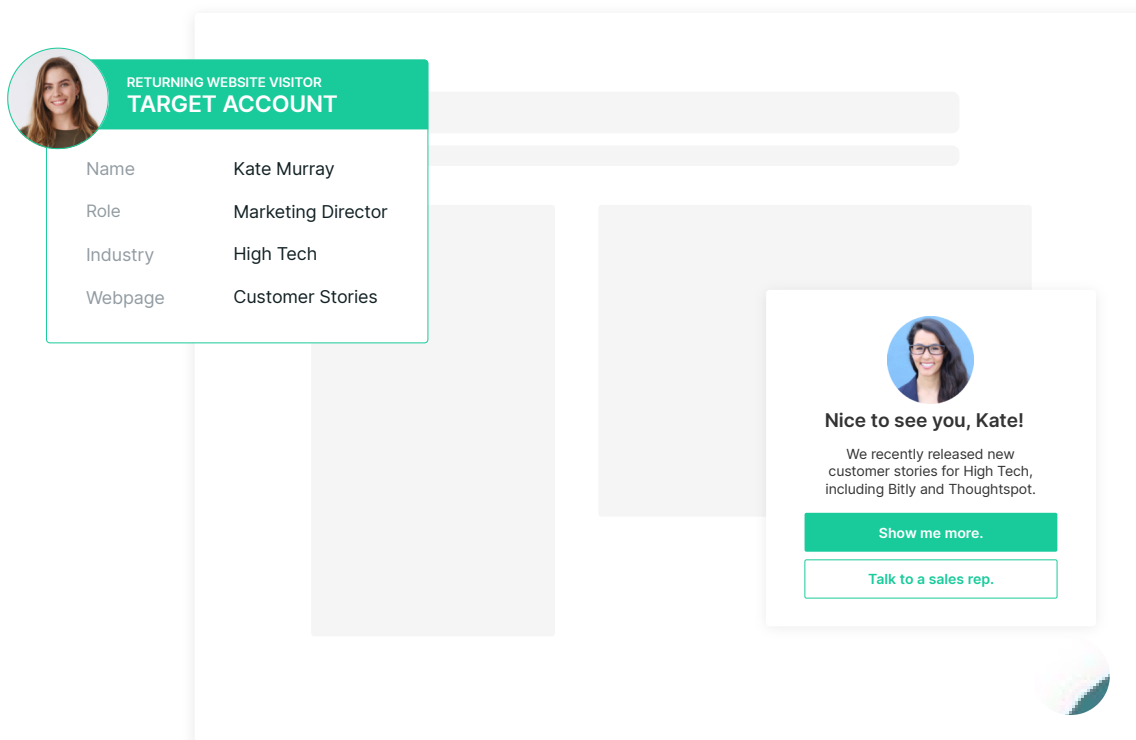 RETURNING WEBSITE VISITOR
TARGET ACCOUNT
Name Kate Murray
Role Marketing Director
Industry High Tech
Webpage Customer Stories
Nice to see you, Kate!
We recently released new
customer stories for High Tech,
including Bitly and Thoughtspot.
Show me more.
Talk to a sales rep.